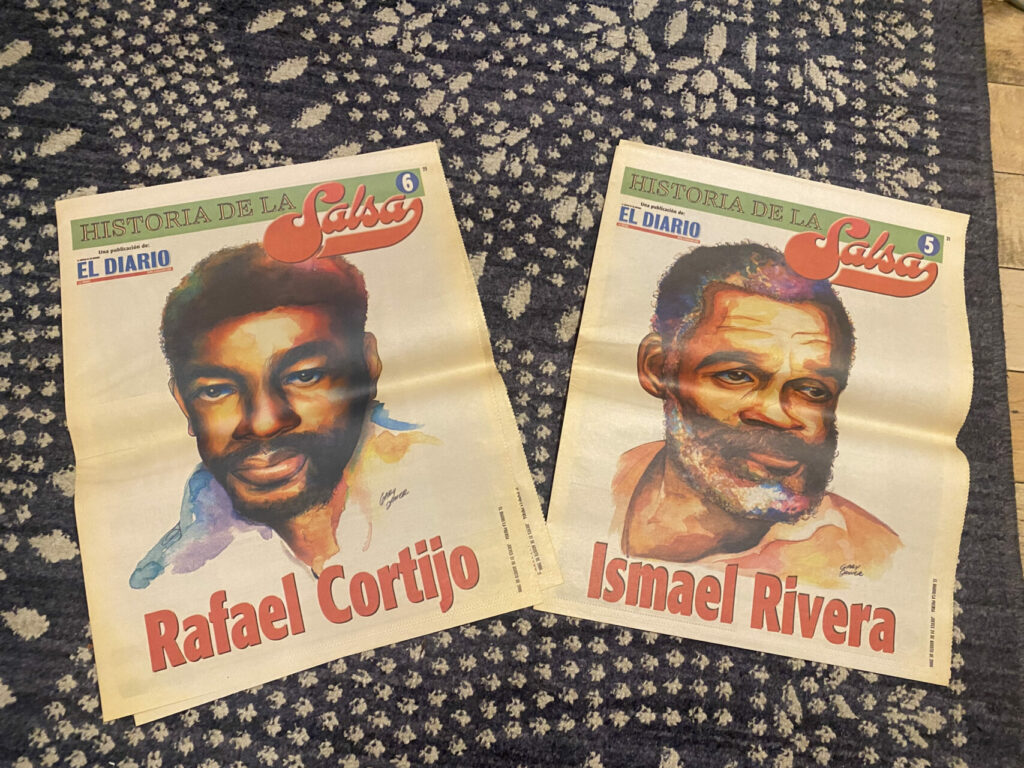 HISTORIA DE LA
Salsa
6
Una publicación de:
EL DIARIO
Rafael Cortijo
HISTORIA DE LA
Salsa
5
Una publicación de:
EL DIARIO
GARY
Ismael Rivera